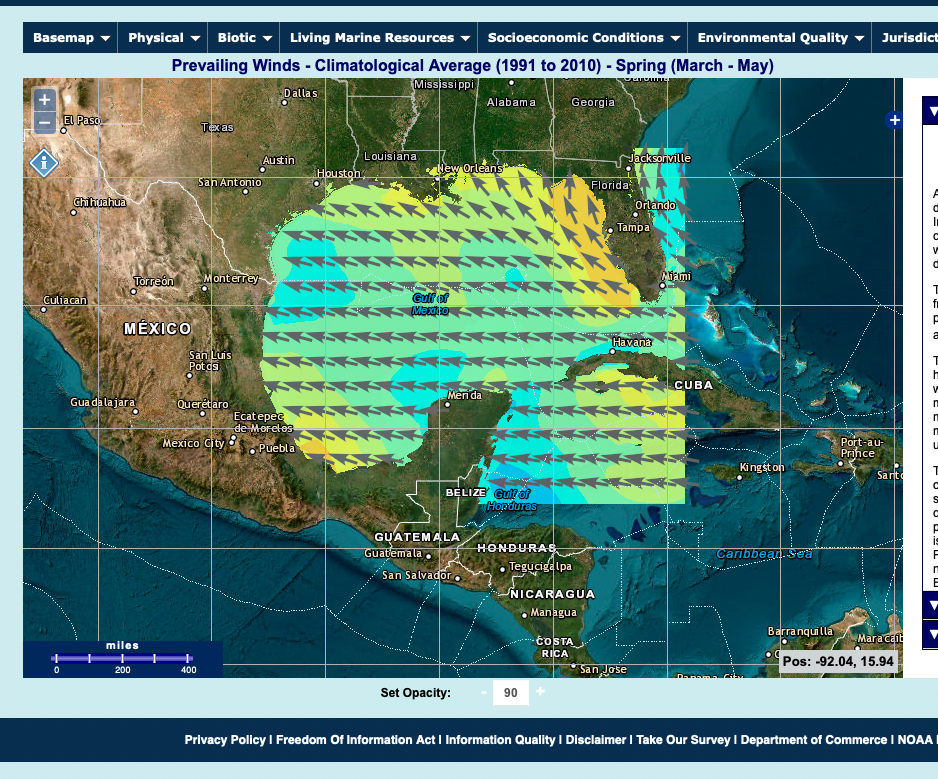 Basemap Physical Biotic Living Marine Resources Socioeconomic Conditions Environmental Quality Jurisdict
Prevailing Winds - Climatological Average (1991 to 2010) - Spring (March - May)
Mississippi
Carolina
Dallas
Alabama
Georgia
+
−
El Paso
Texas
+
Louisiana
Jacksonville
Austin
New Orleans
Houston
San Antonio
Florida
Chihuahua
Orlando
Tampa
Torreón
Monterrey
Miami
Culiacan
Gulf of
Mexico
MÉXICO
Havana
San Luis
Potosí
CUBA
Merida
Guadalajara
Querétaro
Ecatepec
de Morelos
Mexico City
Puebla
Port-au-
Prince
Kingston
Santo
BELIZE
Gulf of
Honduras
GUATEMALA
HONDURAS
Guatemala
Caribbean Sea
Tegucigalpa
San Salvador
NICARAGUA
Managua
Barranquilla
Maracaib
COSTA
RICA
miles
0 200 400
San Jose
Pos: -92.04, 15.94
Panama City
Set Opacity: - 90 +
Privacy Policy | Freedom Of Information Act | Information Quality | Disclaimer | Take Our Survey | Department of Commerce | NOAA